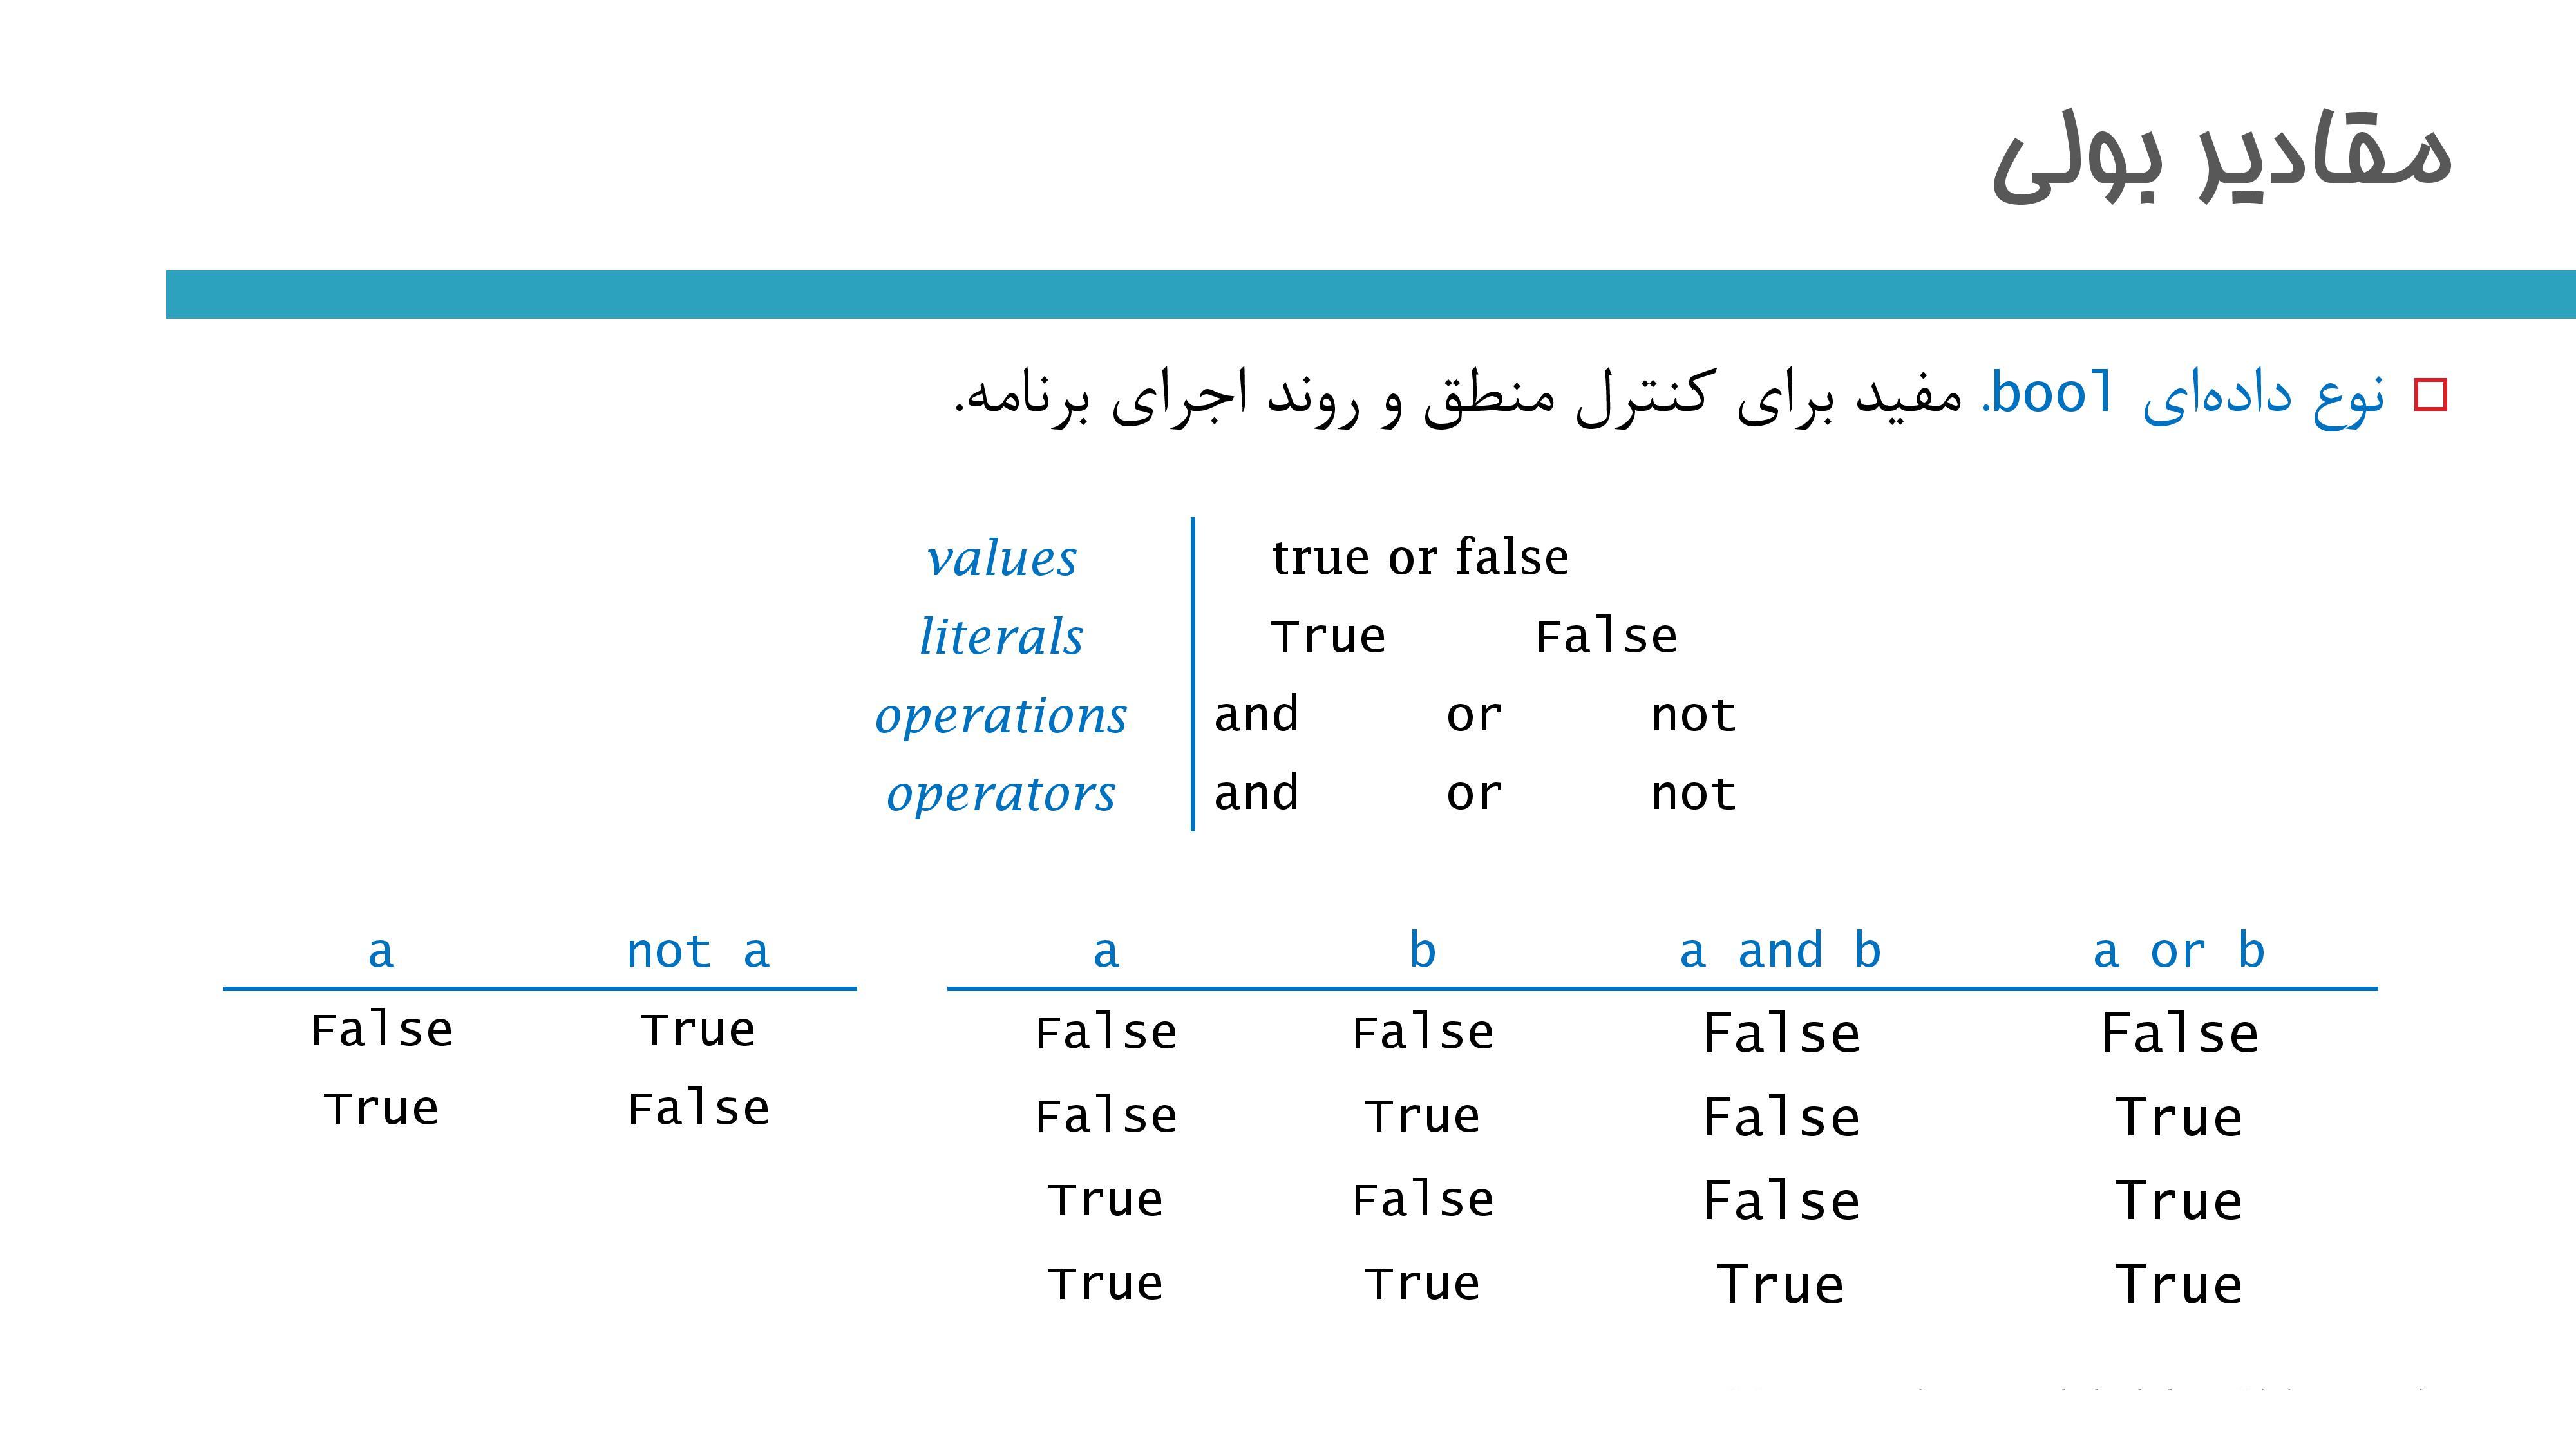 مقادیر بولی
نوع داده‌ای bool. مفید برای کنترل منطق و روند اجرای برنامه.
values true or false
literals True False
operations and or not
operators and or not
a not a
False True
True False
a b a and b a or b
False False False False
False True False True
True False False True
True True True True